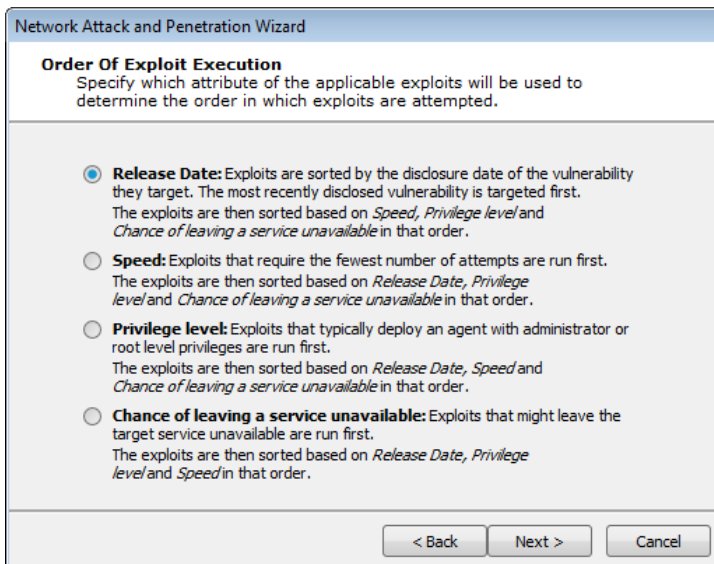 Network Attack and Penetration Wizard
Order Of Exploit Execution
Specify which attribute of the applicable exploits will be used to
determine the order in which exploits are attempted.
Release Date: Exploits are sorted by the disclosure date of the vulnerability
they target. The most recently disclosed vulnerability is targeted first.
The exploits are then sorted based on Speed, Privilege level and
Chance of leaving a service unavailable in that order.
Speed: Exploits that require the fewest number of attempts are run first.
The exploits are then sorted based on Release Date, Privilege
level and Chance of leaving a service unavailable in that order.
Privilege level: Exploits that typically deploy an agent with administrator or
root level privileges are run first.
The exploits are then sorted based on Release Date, Speed and
Chance of leaving a service unavailable in that order.
Chance of leaving a service unavailable: Exploits that might leave the
target service unavailable are run first.
The exploits are then sorted based on Release Date, Privilege
level and Speed in that order.
< Back Next > Cancel